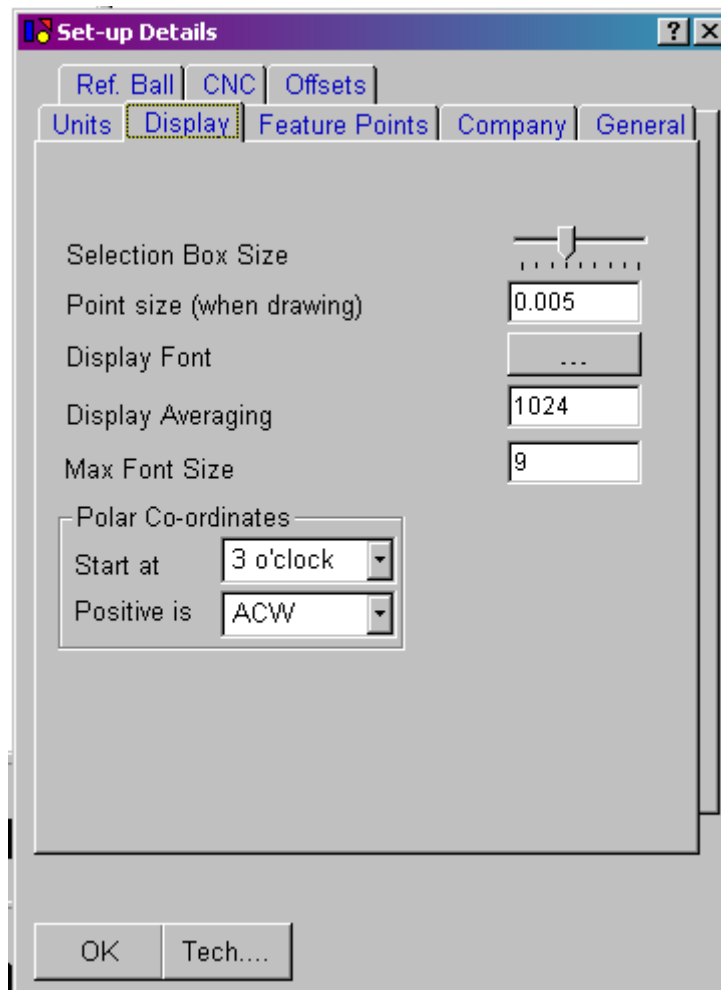 Set-up Details
Ref. Ball CNC Offsets
Units Display Feature Points Company General
Selection Box Size
Point size (when drawing) 0.005
Display Font ...
Display Averaging 1024
Max Font Size 9
Polar Co-ordinates
Start at 3 o'clock
Positive is ACW
OK Tech....